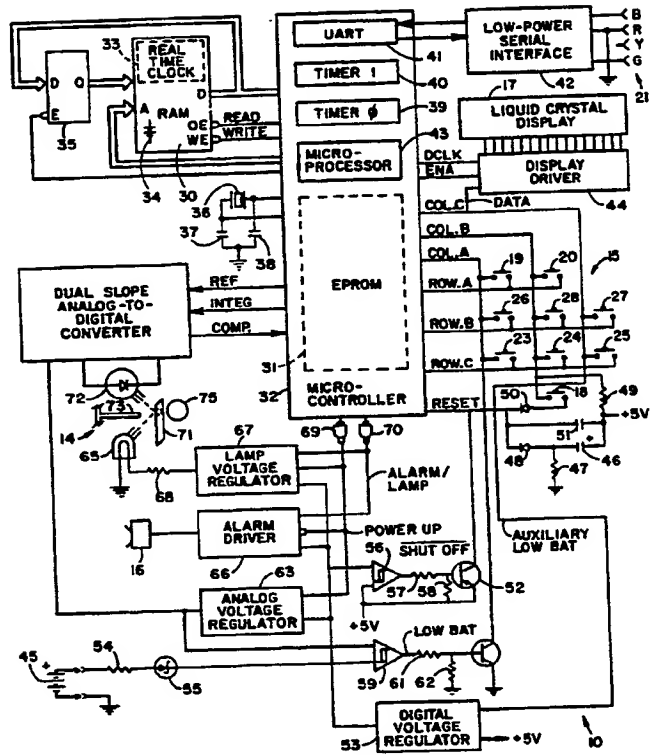 UART
41
LOW-POWER
SERIAL
INTERFACE
42
B
R
Y
G
21
33
REAL
TIME
CLOCK
D
Q
E
35
A
D
RAM
OE
WE
READ
WRITE
34
30
TIMER 1
40
TIMER Ø
39
MICRO-
PROCESSOR
43
17
LIQUID CRYSTAL
DISPLAY
DCLK
ENA
DISPLAY
DRIVER
44
DATA
36
37
38
COL.C
COL.B
COL.A
19
20
15
ROW.A
26
28
27
ROW.B
23
24
25
ROW.C
EPROM
31
32
MICRO-
CONTROLLER
DUAL SLOPE
ANALOG-TO-
DIGITAL
CONVERTER
REF
INTEG
COMP.
RESET
50
18
49
+5V
51
48
46
47
72
73
75
14
71
65
68
67
LAMP
VOLTAGE
REGULATOR
69
70
ALARM/
LAMP
16
ALARM
DRIVER
66
POWER UP
SHUT OFF
AUXILIARY
LOW BAT
63
ANALOG
VOLTAGE
REGULATOR
56
57
58
52
+5V
LOW BAT
59
61
62
45
+
54
55
DIGITAL
VOLTAGE
REGULATOR
53
+5V
10